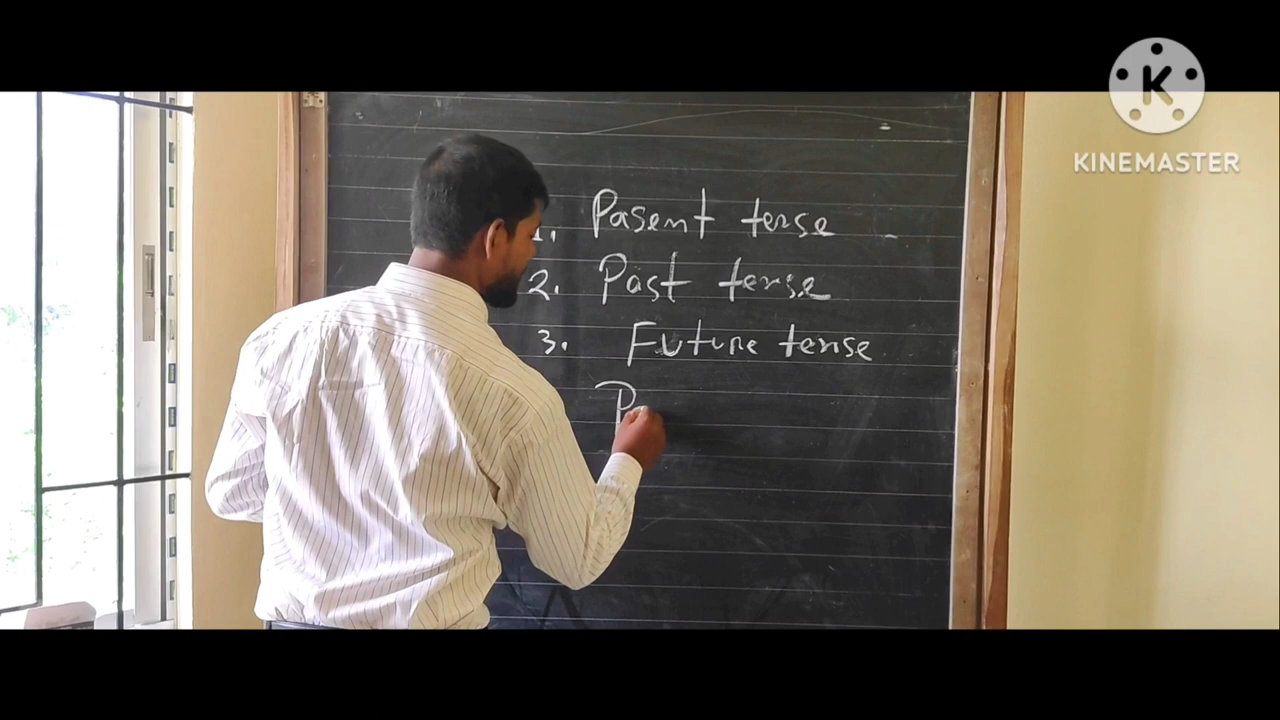 1. Pasent tense
2. Past tense
3. Future tense
P
KINEMASTER